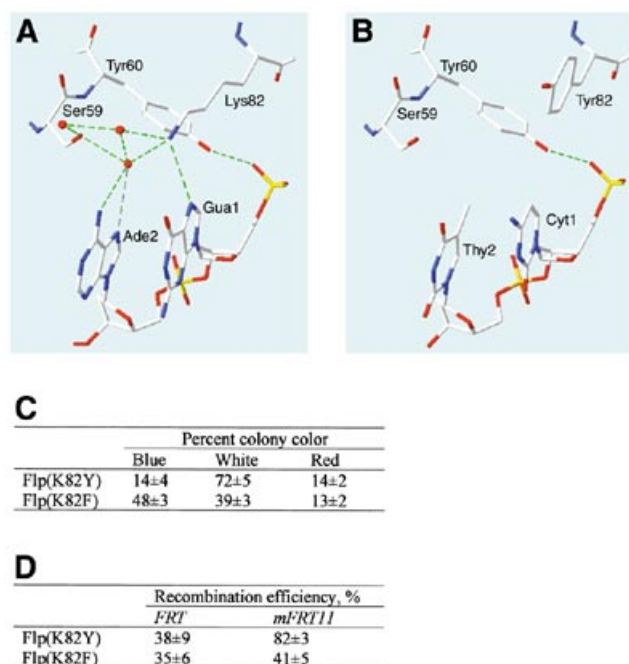 A
Tyr60
Ser59
Lys82
Gua1
Ade2
B
Tyr60
Ser59
Tyr82
Cyt1
Thy2
C
Percent colony color
Blue White Red
Flp(K82Y) 14±4 72±5 14±2
Flp(K82F) 48±3 39±3 13±2
D
Recombination efficiency, %
FRT mFRT11
Flp(K82Y) 38±9 82±3
Flp(K82F) 35±6 41±5